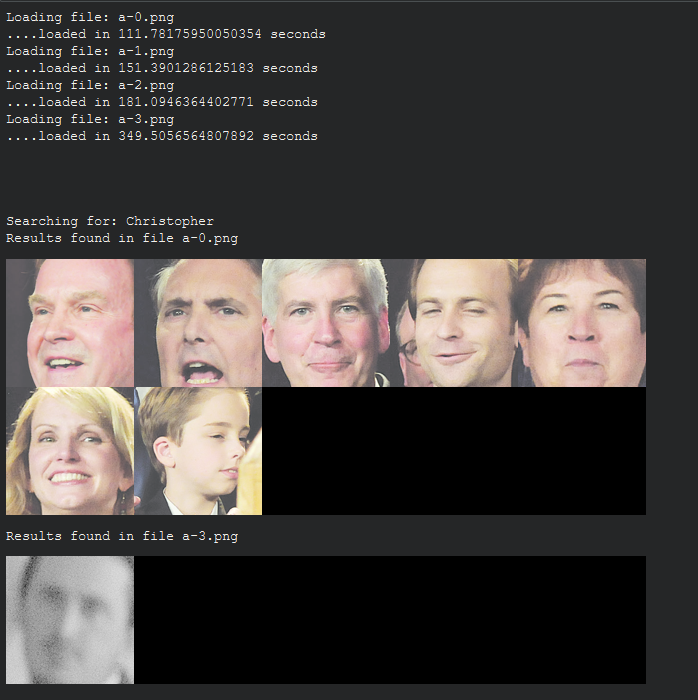 Loading file: a-0.png
....loaded in 111.78175950050354 seconds
Loading file: a-1.png
....loaded in 151.3901286125183 seconds
Loading file: a-2.png
....loaded in 181.0946364402771 seconds
Loading file: a-3.png
....loaded in 349.5056564807892 seconds
Searching for: Christopher
Results found in file a-0.png
Results found in file a-3.png